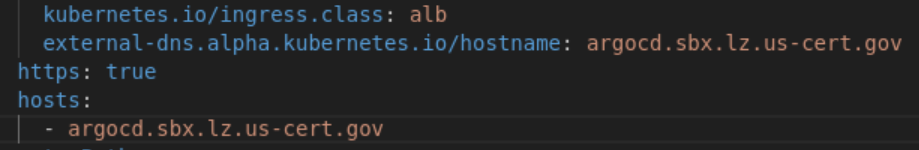 kubernetes.io/ingress.class: alb
external-dns.alpha.kubernetes.io/hostname: argocd.sbx.lz.us-cert.gov
https: true
hosts:
- argocd.sbx.lz.us-cert.gov